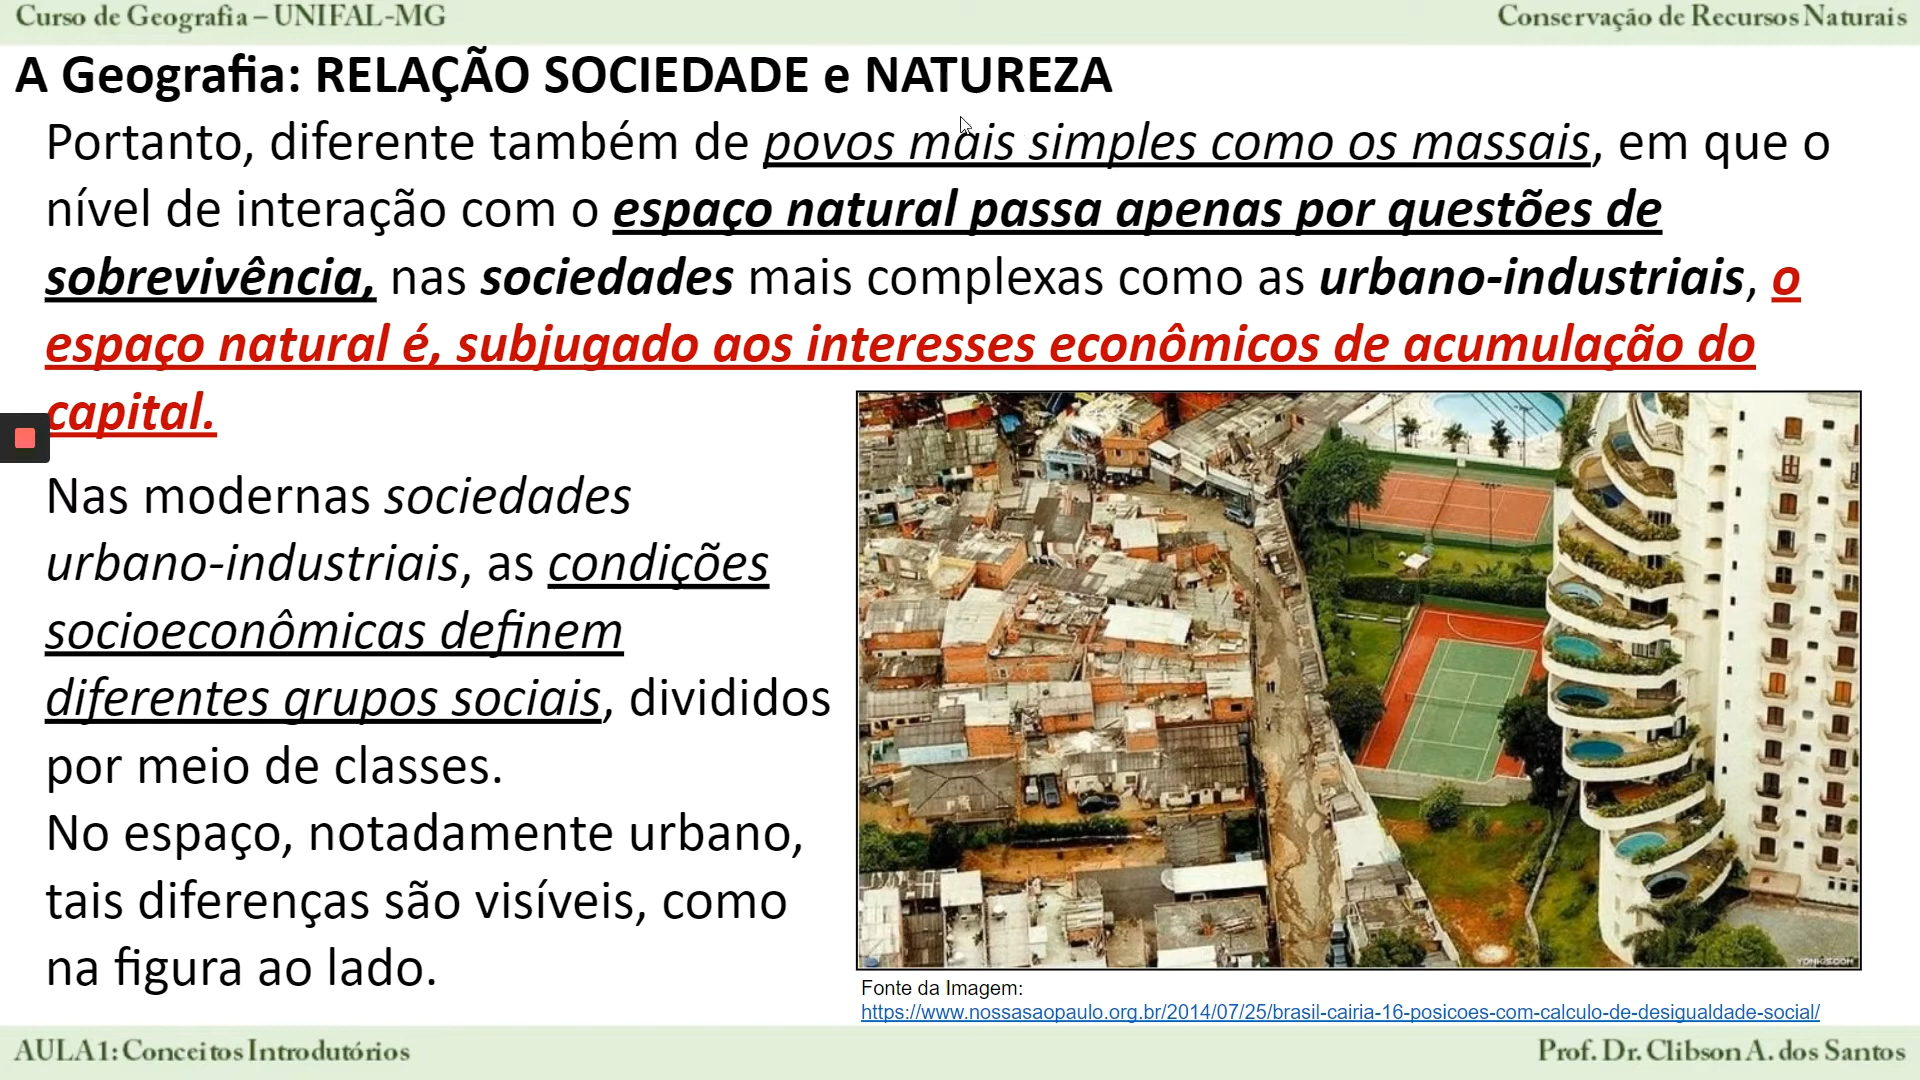 Curso de Geografia – UNIFAL-MG
Conservação de Recursos Naturais
A Geografia: RELAÇÃO SOCIEDADE e NATUREZA
Portanto, diferente também de povos mais simples como os massais, em que o
nível de interação com o espaço natural passa apenas por questões de
sobrevivência, nas sociedades mais complexas como as urbano-industriais, o
espaço natural é, subjugado aos interesses econômicos de acumulação do
capital.
Nas modernas sociedades
urbano-industriais, as condições
socioeconômicas definem
diferentes grupos sociais, divididos
por meio de classes.
No espaço, notadamente urbano,
tais diferenças são visíveis, como
na figura ao lado.
Fonte da Imagem:
https://www.nossasaopaulo.org.br/2014/07/25/brasil-cairia-16-posicoes-com-calculo-de-desigualdade-social/
AULA1: Conceitos Introdutórios
Prof. Dr. Clibson A. dos Santos